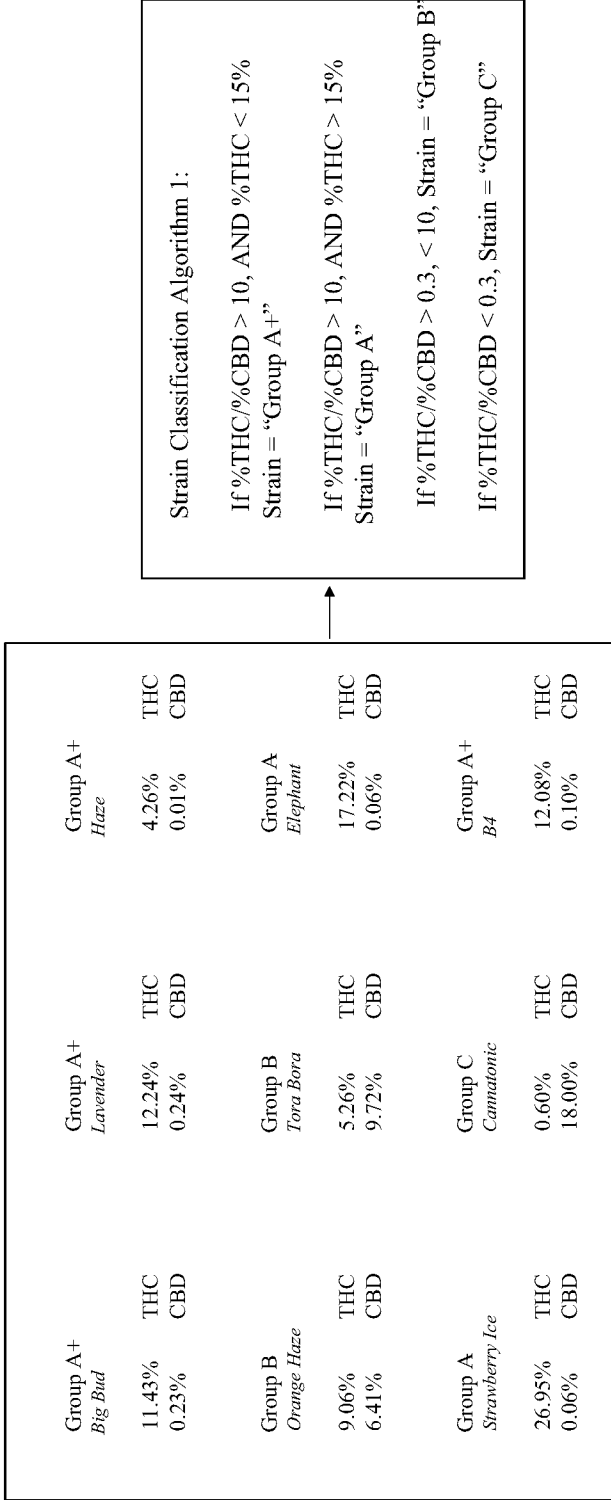 Group A+
Big Bud
11.43% THC
0.23% CBD
Group A+
Lavender
12.24% THC
0.24% CBD
Group A+
Haze
4.26% THC
0.01% CBD
Group B
Orange Haze
9.06% THC
6.41% CBD
Group B
Tora Bora
5.26% THC
9.72% CBD
Group A
Elephant
17.22% THC
0.06% CBD
Group A
Strawberry Ice
26.95% THC
0.06% CBD
Group C
Cannatonic
0.60% THC
18.00% CBD
Group A+
B4
12.08% THC
0.10% CBD
Strain Classification Algorithm 1:
If %THC/%CBD > 10, AND %THC < 15%
Strain = “Group A+”
If %THC/%CBD > 10, AND %THC > 15%
Strain = “Group A”
If %THC/%CBD > 0.3, < 10, Strain = “Group B”
If %THC/%CBD < 0.3, Strain = “Group C”